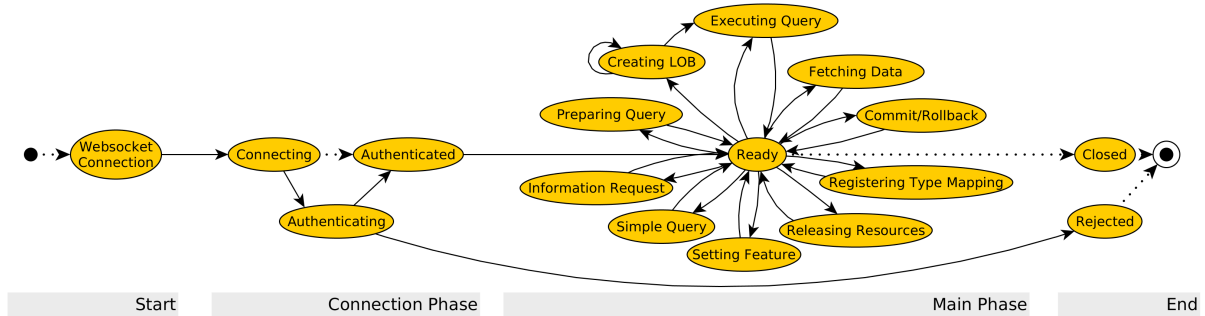 Executing Query
Creating LOB
Fetching Data
Preparing Query
Commit/Rollback
Websocket
Connection
Connecting
Authenticated
Ready
Closed
Information Request
Registering Type Mapping
Authenticating
Simple Query
Releasing Resources
Rejected
Setting Feature
Start
Connection Phase
Main Phase
End